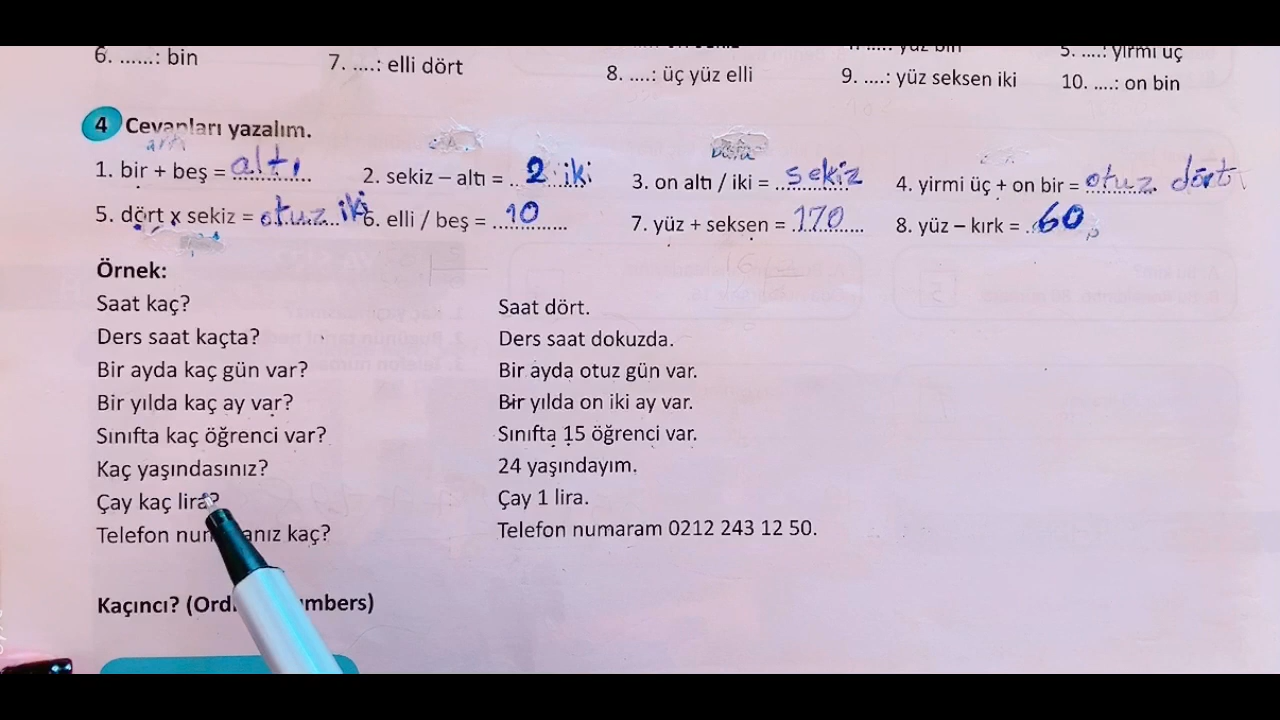 6. ......: bin 7. ....: elli dört 8. ....: üç yüz elli 9. ....: yüz seksen iki 10. ....: on bin
4 Cevapları yazalım.
1. bir + beş = altı 2. sekiz – altı = 2 iki 3. on altı / iki = sekiz 4. yirmi üç + on bir = otuz dört
5. dört x sekiz = otuz iki 6. elli / beş = 10 7. yüz + seksen = 170 8. yüz – kırk = 60
Örnek:
Saat kaç? Saat dört.
Ders saat kaçta? Ders saat dokuzda.
Bir ayda kaç gün var? Bir ayda otuz gün var.
Bir yılda kaç ay var? Bir yılda on iki ay var.
Sınıfta kaç öğrenci var? Sınıfta 15 öğrenci var.
Kaç yaşındasınız? 24 yaşındayım.
Çay kaç lira? Çay 1 lira.
Telefon kaç? Telefon numaram 0212 243 12 50.
Kaçıncı?